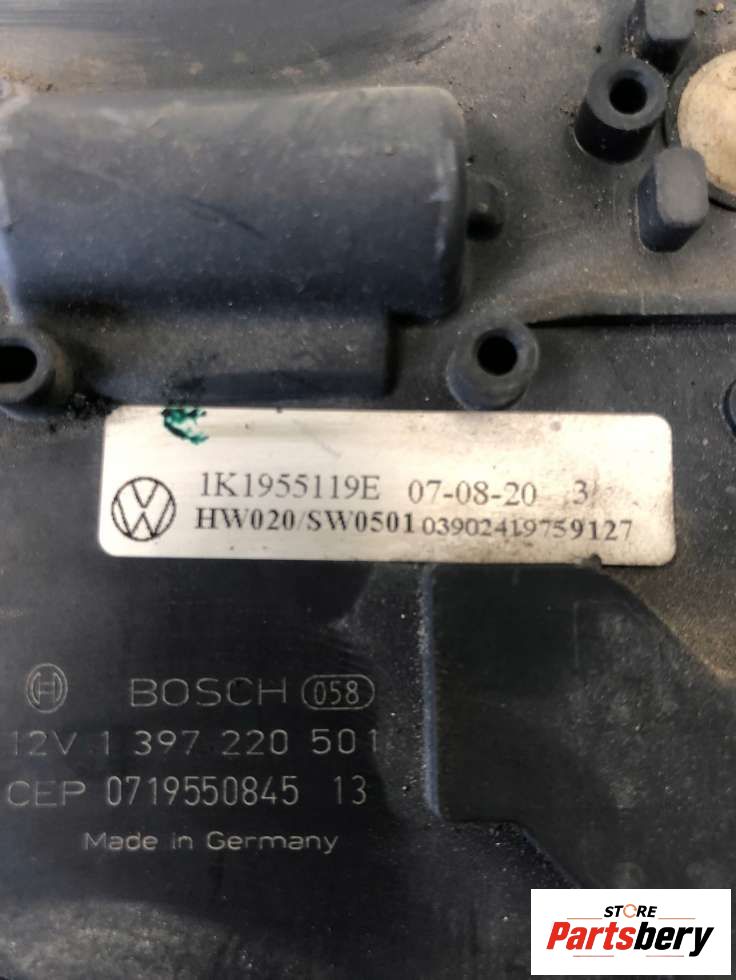 1K1955119E 07-08-20 3
HW020/SW0501 03902419759127
BOSCH 058
12V 1 397 220 501
CEP 0719550845 13
Made in Germany
STORE
Partsbery